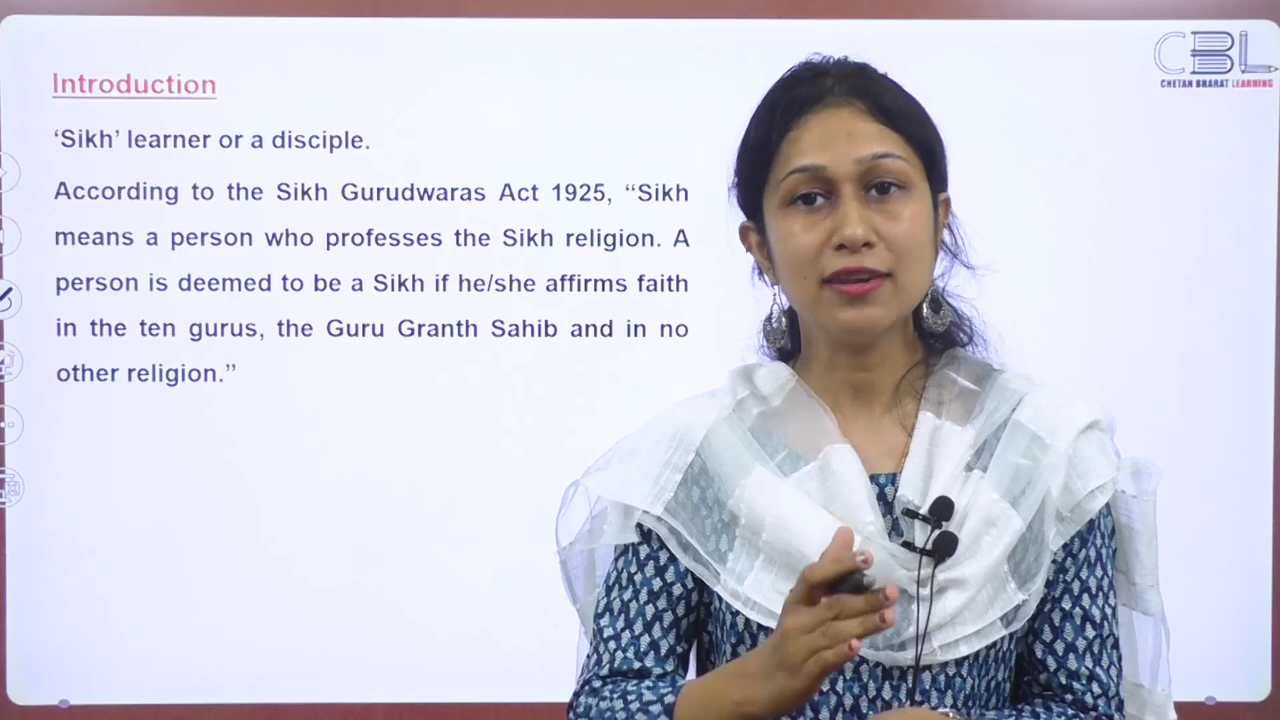 Introduction
CBL
CHETAN BHARAT LEARNING
‘Sikh’ learner or a disciple.
According to the Sikh Gurudwaras Act 1925, “Sikh
means a person who professes the Sikh religion. A
person is deemed to be a Sikh if he/she affirms faith
in the ten gurus, the Guru Granth Sahib and in no
other religion.”